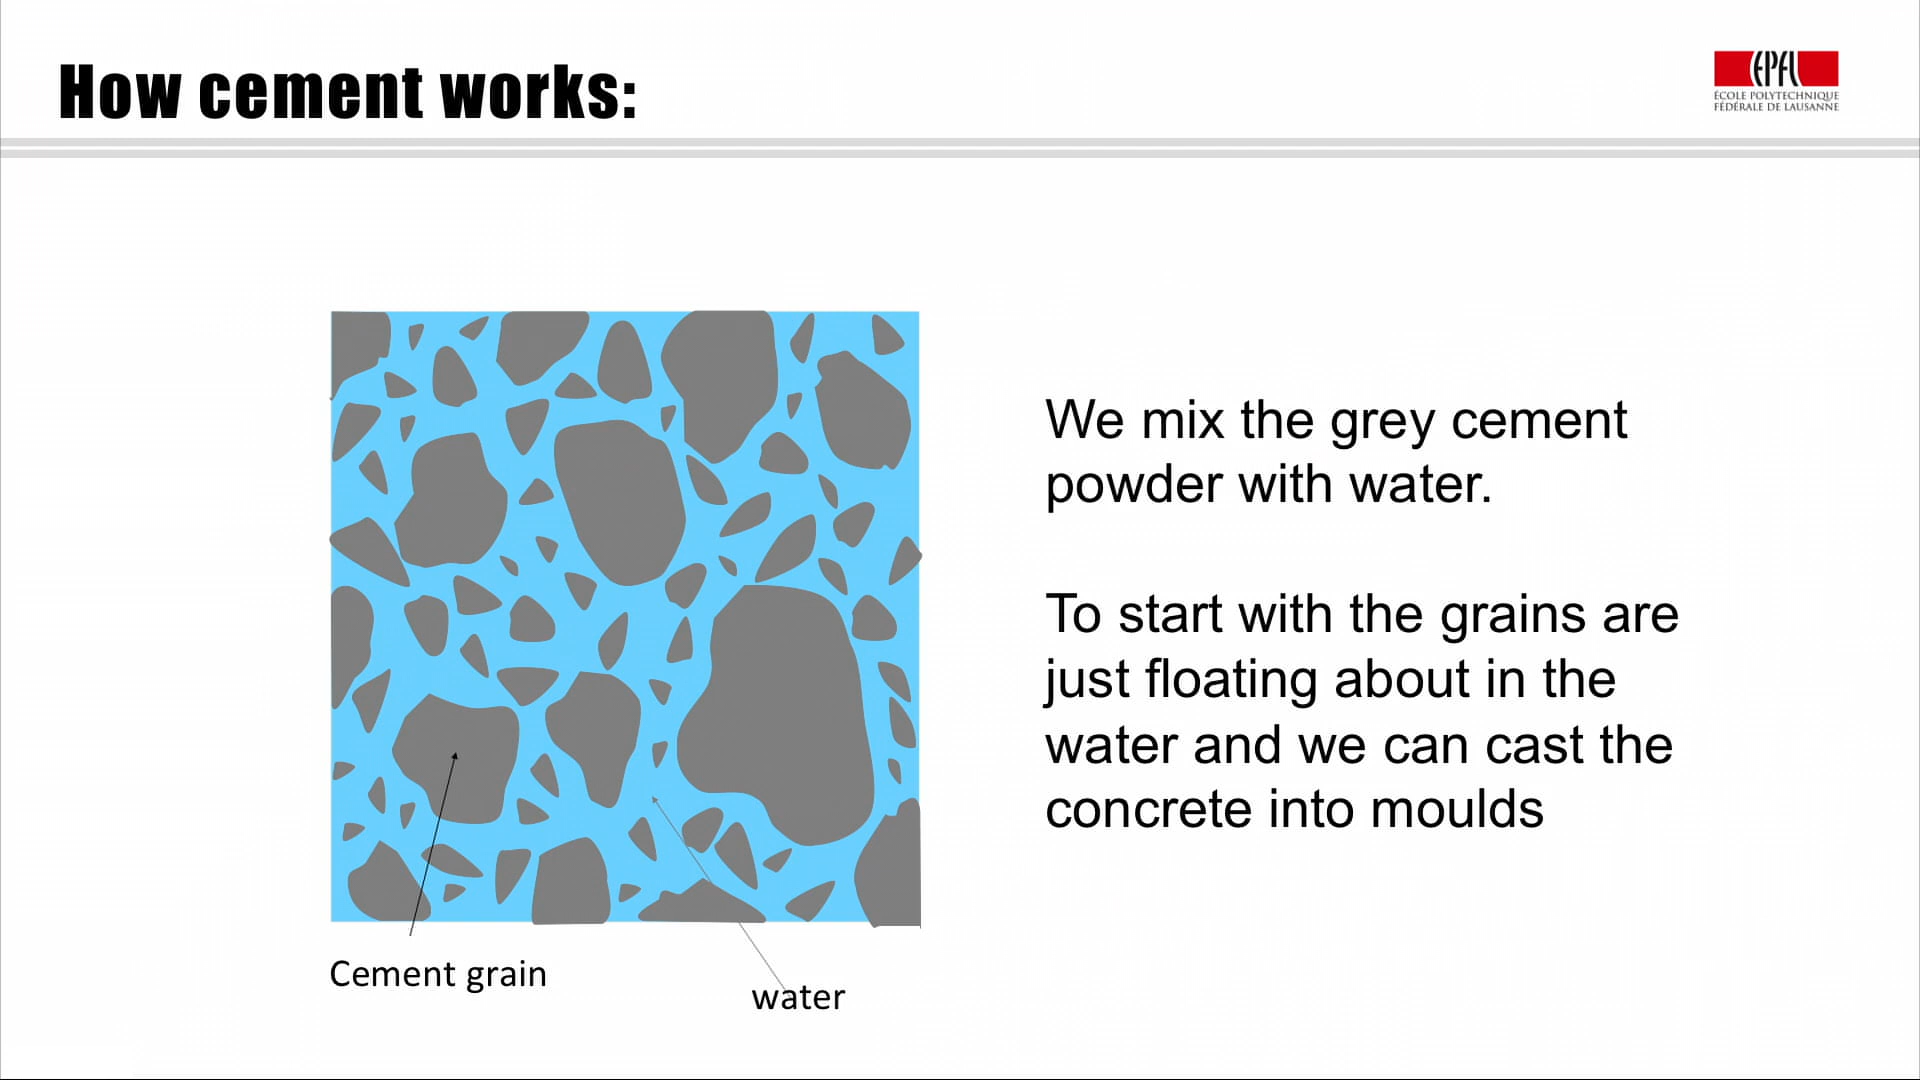 How cement works:
EPFL
ÉCOLE POLYTECHNIQUE
FÉDÉRALE DE LAUSANNE
We mix the grey cement
powder with water.
To start with the grains are
just floating about in the
water and we can cast the
concrete into moulds
Cement grain
water